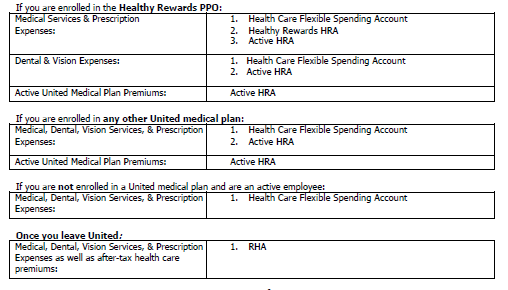 If you are enrolled in the Healthy Rewards PPO:
Medical Services & Prescription Expenses:
1. Health Care Flexible Spending Account
2. Healthy Rewards HRA
3. Active HRA
Dental & Vision Expenses:
1. Health Care Flexible Spending Account
2. Active HRA
Active United Medical Plan Premiums:
Active HRA
If you are enrolled in any other United medical plan:
Medical, Dental, Vision Services, & Prescription
Expenses:
1. Health Care Flexible Spending Account
2. Active HRA
Active United Medical Plan Premiums:
Active HRA
If you are not enrolled in a United medical plan and are an active employee:
Medical, Dental, Vision Services, & Prescription
Expenses:
1. Health Care Flexible Spending Account
Once you leave United:
Medical, Dental, Vision Services, & Prescription
Expenses as well as after-tax health care
premiums:
1. RHA